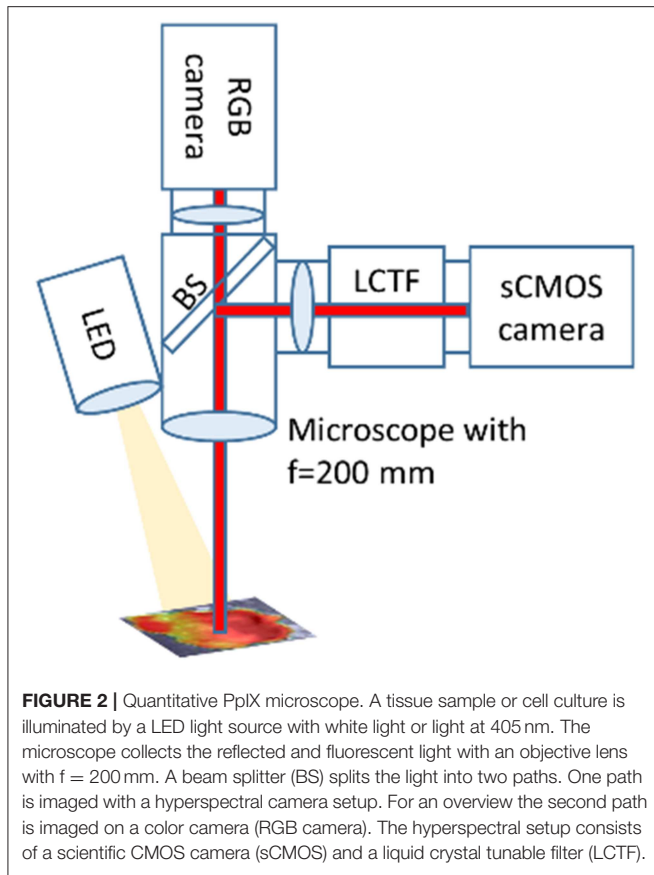 RGB
camera
BS
LCTF
sCMOS
camera
LED
Microscope with
f=200 mm
FIGURE 2 | Quantitative PpIX microscope. A tissue sample or cell culture is
illuminated by a LED light source with white light or light at 405 nm. The
microscope collects the reflected and fluorescent light with an objective lens
with f = 200 mm. A beam splitter (BS) splits the light into two paths. One path
is imaged with a hyperspectral camera setup. For an overview the second path
is imaged on a color camera (RGB camera). The hyperspectral setup consists
of a scientific CMOS camera (sCMOS) and a liquid crystal tunable filter (LCTF).